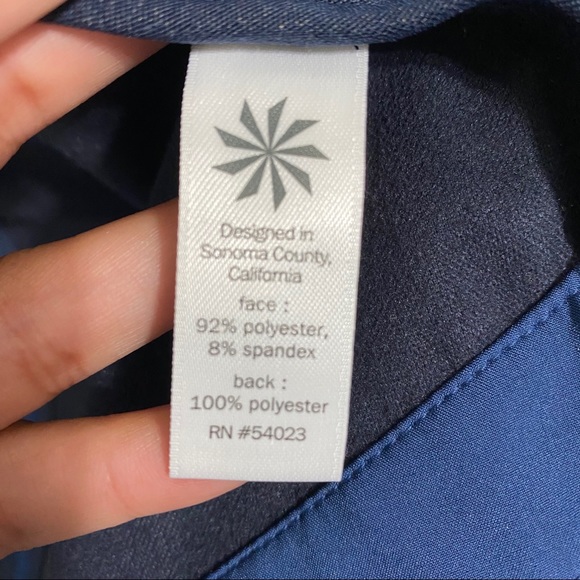 Designed in
Sonoma County,
California
face :
92% polyester,
8% spandex
back :
100% polyester
RN #54023